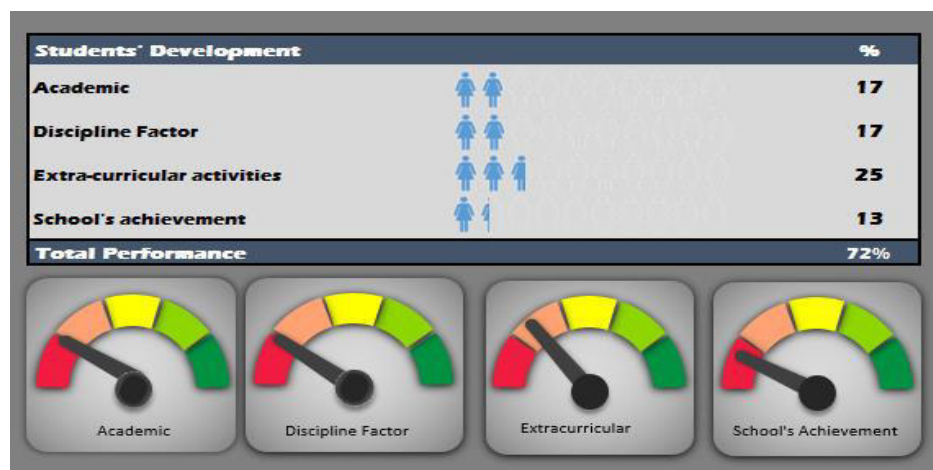 Students' Development %
Academic 17
Discipline Factor 17
Extra-curricular activities 25
School's achievement 13
Total Performance 72%
Academic
Discipline Factor
Extracurricular
School's Achievement